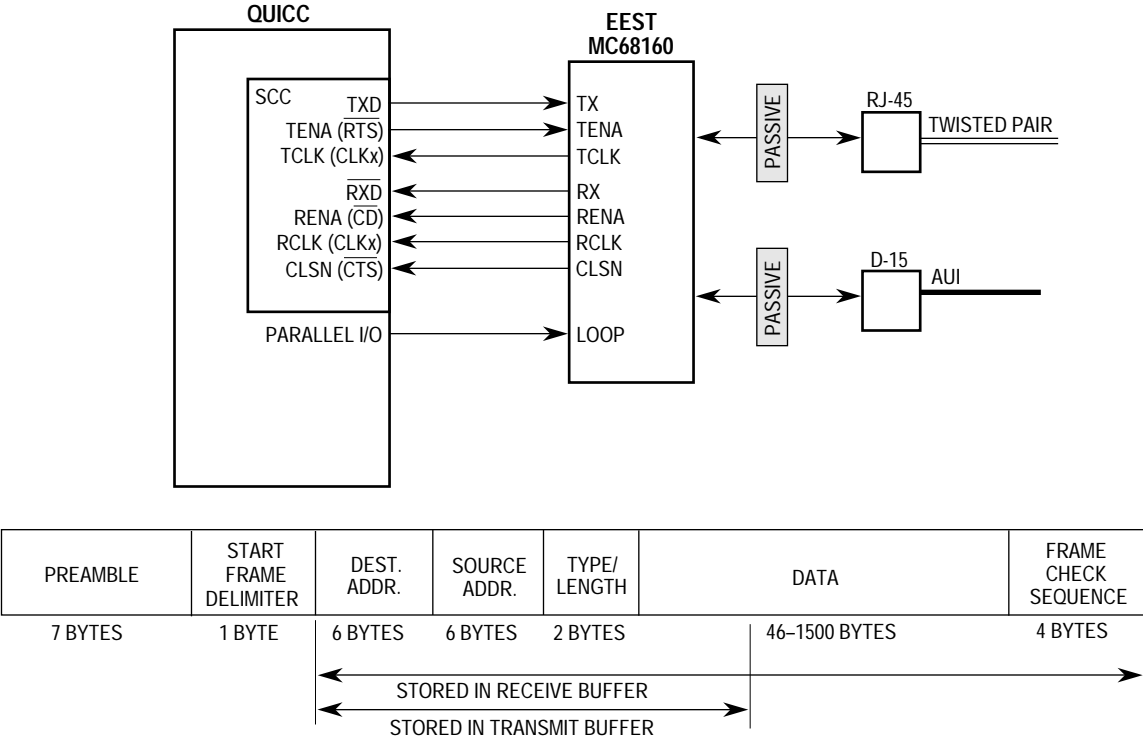 QUICC
EEST
MC68160
SCC
TXD
TENA (RTS)
TCLK (CLKx)
RXD
RENA (CD)
RCLK (CLKx)
CLSN (CTS)
PARALLEL I/O
TX
TENA
TCLK
RX
RENA
RCLK
CLSN
LOOP
PASSIVE
RJ-45
TWISTED PAIR
PASSIVE
D-15
AUI
PREAMBLE
START
FRAME
DELIMITER
DEST.
ADDR.
SOURCE
ADDR.
TYPE/
LENGTH
DATA
FRAME
CHECK
SEQUENCE
7 BYTES
1 BYTE
6 BYTES
6 BYTES
2 BYTES
46–1500 BYTES
4 BYTES
STORED IN RECEIVE BUFFER
STORED IN TRANSMIT BUFFER